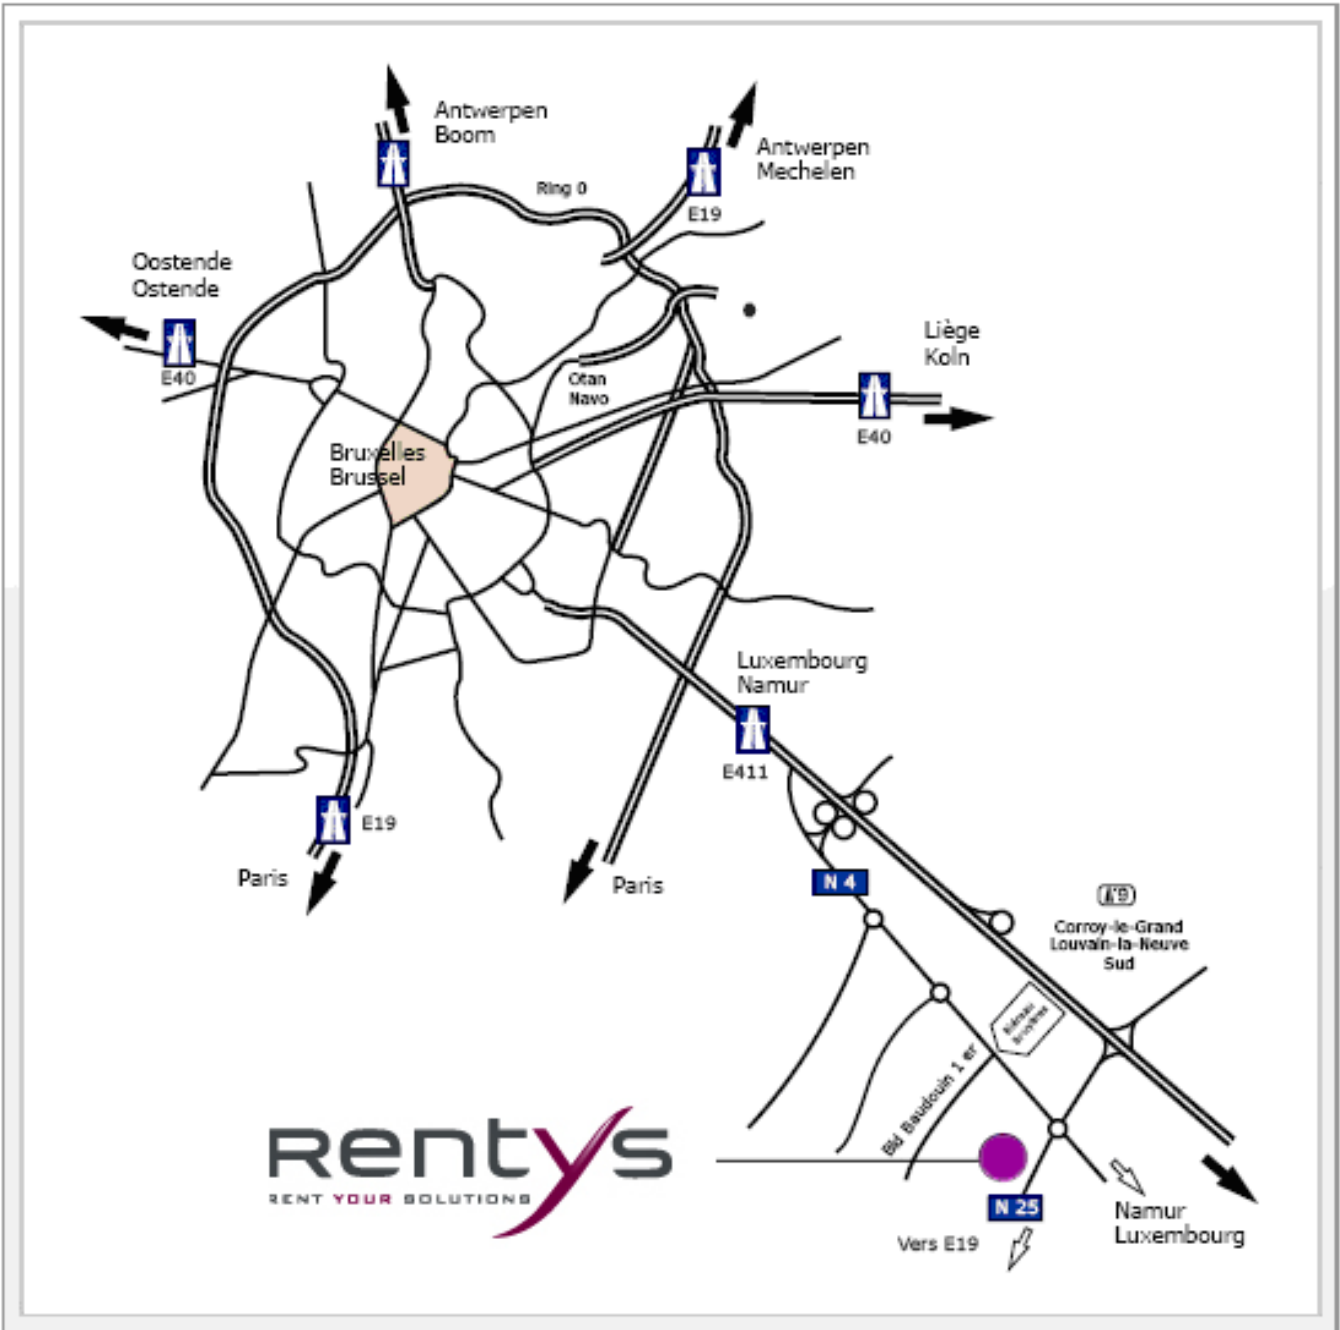 Antwerpen
Boom
Antwerpen
Mechelen
Ring 0
E19
Oostende
Ostende
E40
Liège
Koln
E40
Otan
Navo
Bruxelles
Brussel
Luxembourg
Namur
E411
E19
Paris
Paris
N 4
Corroy-le-Grand
Louvain-la-Neuve
Sud
Bruyères
Bld Baudouin 1 er
rentys
RENT YOUR SOLUTIONS
N 25
Vers E19
Namur
Luxembourg